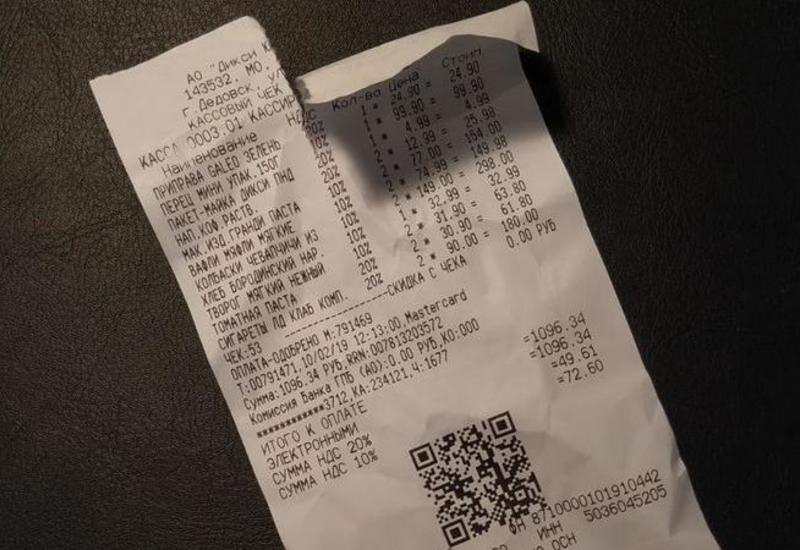 АО "Дикси
143532, МО,
г.Дедовск, ул
КАССОВЫЙ ЧЕК
КАССА 0003.01 КАССИР
Наименование НДС Кол-во Цена Стоим.
ПРИПРАВА GALEO ЗЕЛЕНЬ 20% 1 * 24.90 = 24.90
ПЕРЕЦ МИНИ УПАК.150Г 10% 1 * 99.90 = 99.90
ПАКЕТ-МАЙКА ДИКСИ ПНД 20% 1 * 4.99 = 4.99
НАП.КОФ.РАСТВ. 20% 2 * 12.99 = 25.98
МАК.ИЗД.ГРАНДИ ПАСТА 10% 2 * 77.00 = 154.00
ВАФЛИ МЯФЛИ МЯГКИЕ 10% 2 * 74.99 = 149.98
КОЛБАСКИ ЧЕВАПЧИЧИ ИЗ 10% 2 *149.00 = 298.00
ХЛЕБ БОРОДИНСКИЙ НАР. 10% 1 * 32.99 = 32.99
ТВОРОГ МЯГКИЙ НЕЖНЫЙ 10% 2 * 31.90 = 63.80
ТОМАТНАЯ ПАСТА 20% 2 * 30.90 = 61.80
СИГАРЕТЫ ЛД КЛАБ КОМП. 20% 2 * 90.00 = 180.00
ЧЕК:53 ----------------СКИДКА С ЧЕКА 0.00 РУБ
ОПЛАТА-ОДОБРЕНО М:791469
Т:00791471,10/02/19 12:13:00,Mastercard
Сумма:1096.34 РУБ,RRN:007813203572
Комиссия Банка ГПБ (АО):0.00 РУБ,КО:000
************3712,КА:234121,Ч:1677
ИТОГО К ОПЛАТЕ =1096.34
ЭЛЕКТРОННЫМИ =1096.34
СУММА НДС 20% =49.61
СУММА НДС 10% =72.60
ФН 8710000101910442
ИНН 5036045205
ОСН